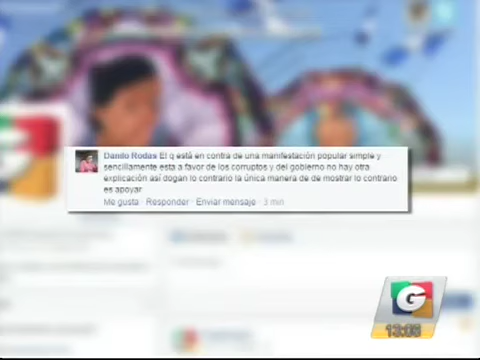 Danilo Rodas El q está en contra de una manifestación popular simple y
sencillamente esta a favor de los corruptos y del gobierno no hay otra
explicación así dogan lo contrario la única manera de de mostrar lo contrario
es apoyar
Me gusta · Responder · Enviar mensaje · 3 min
G
13:05